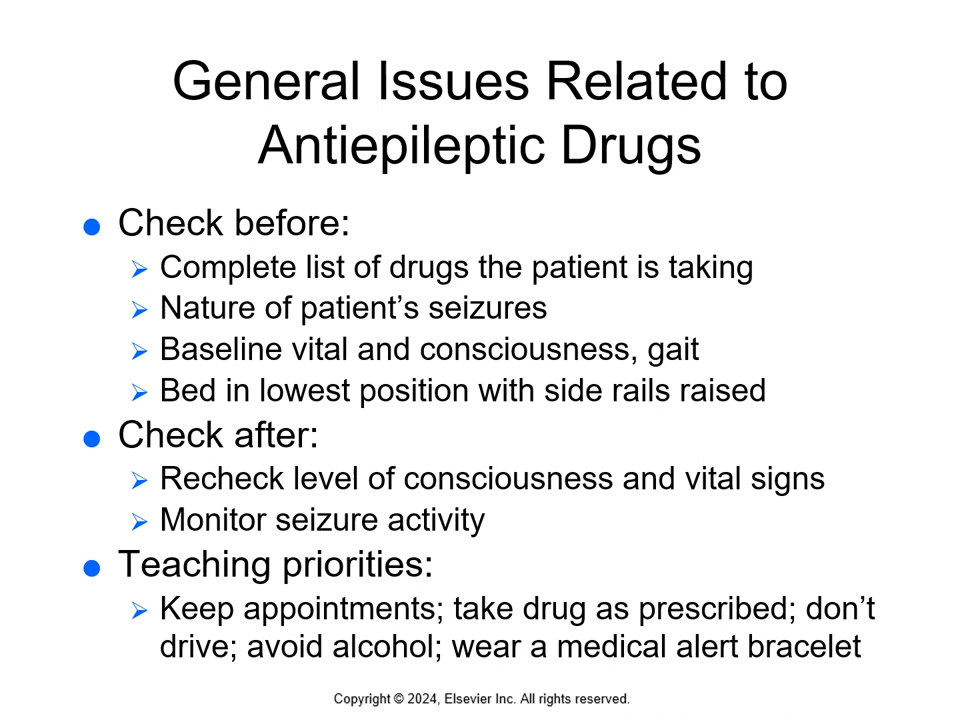 General Issues Related to
Antiepileptic Drugs
Check before:
Complete list of drugs the patient is taking
Nature of patient’s seizures
Baseline vital and consciousness, gait
Bed in lowest position with side rails raised
Check after:
Recheck level of consciousness and vital signs
Monitor seizure activity
Teaching priorities:
Keep appointments; take drug as prescribed; don’t
drive; avoid alcohol; wear a medical alert bracelet
Copyright © 2024, Elsevier Inc. All rights reserved.